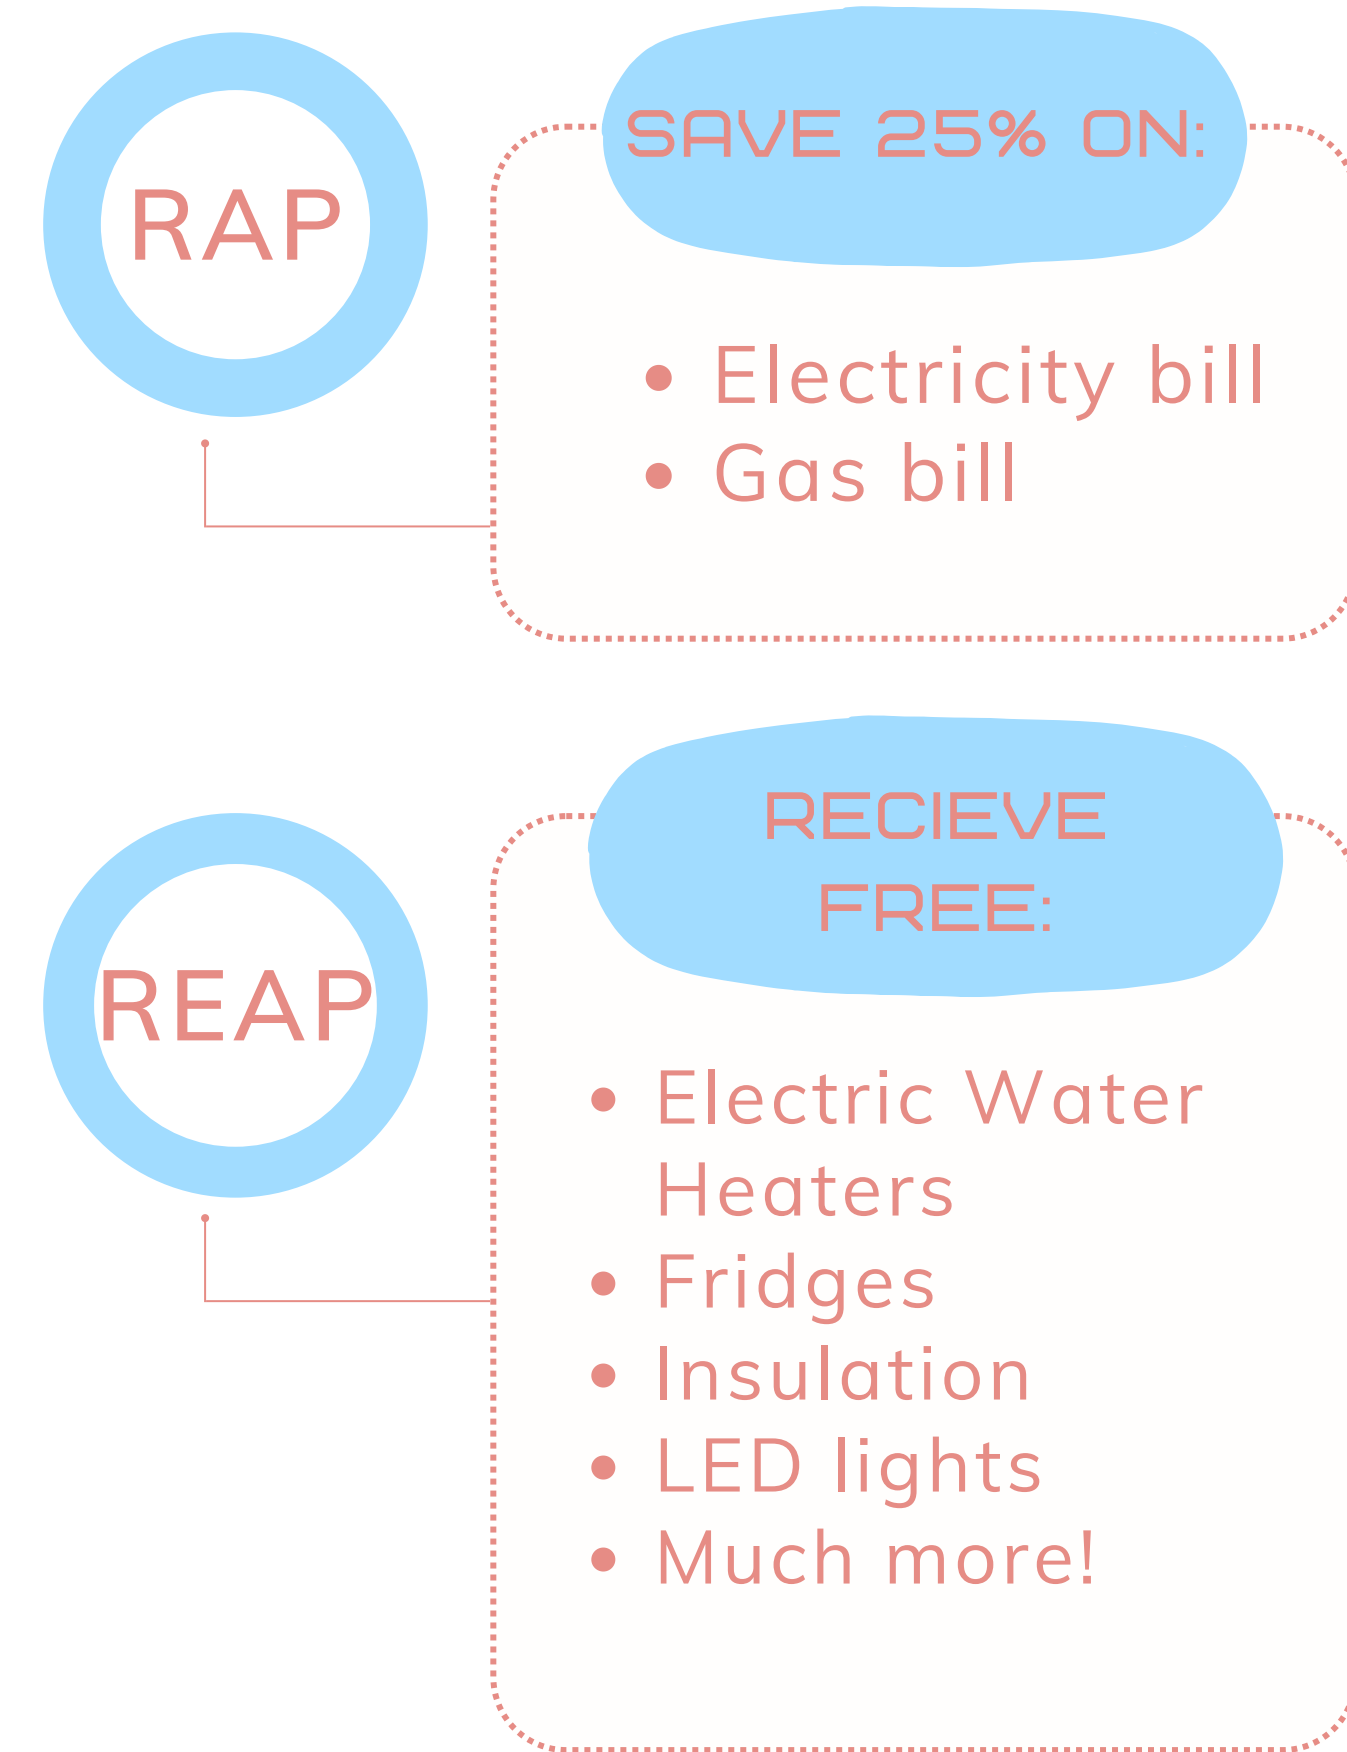 RAP
SAVE 25% ON:
• Electricity bill
• Gas bill
REAP
RECIEVE
FREE:
• Electric Water
Heaters
• Fridges
• Insulation
• LED lights
• Much more!